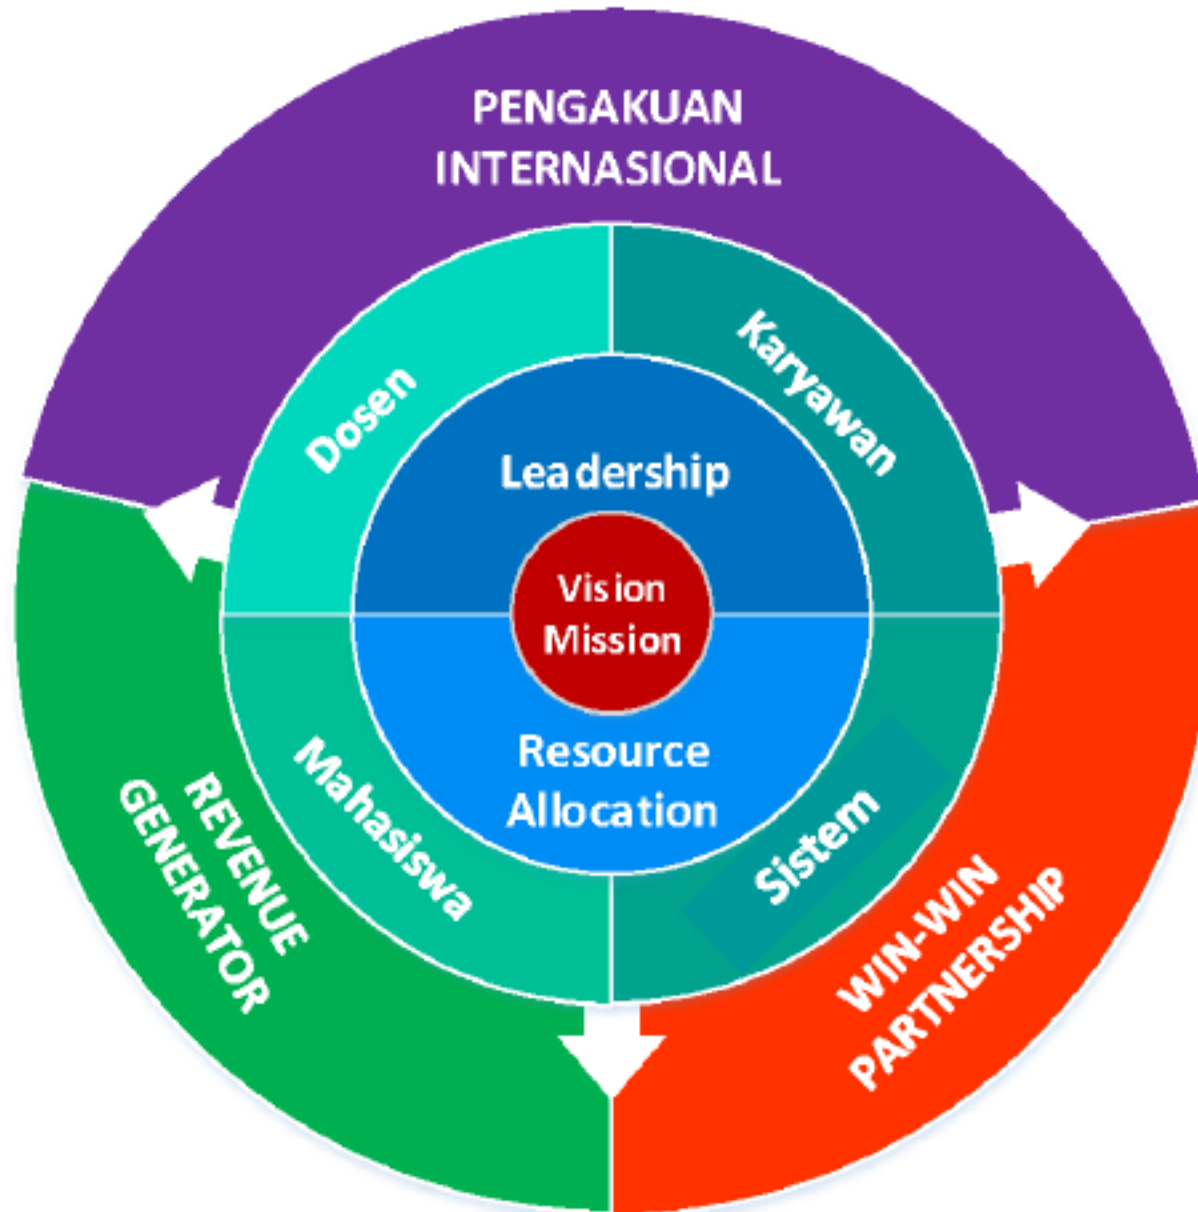 PENGAKUAN
INTERNASIONAL
Dosen
Karyawan
Leadership
Vision
Mission
Resource
Allocation
Mahasiswa
Sistem
REVENUE
GENERATOR
WIN-WIN
PARTNERSHIP